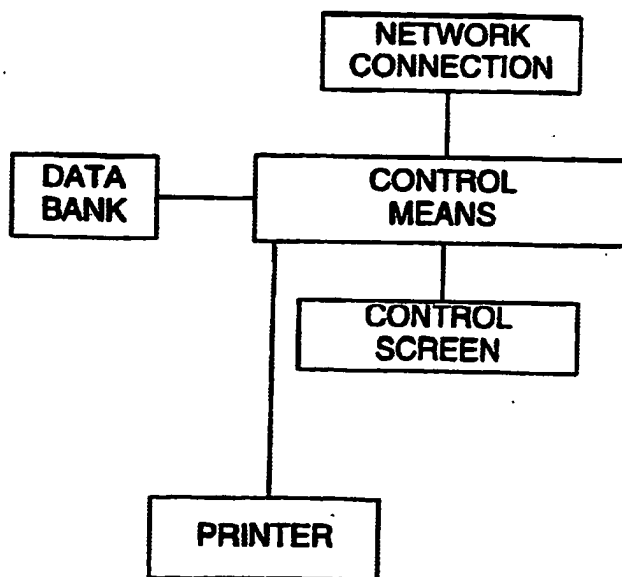 NETWORK
CONNECTION
DATA
BANK
CONTROL
MEANS
CONTROL
SCREEN
PRINTER